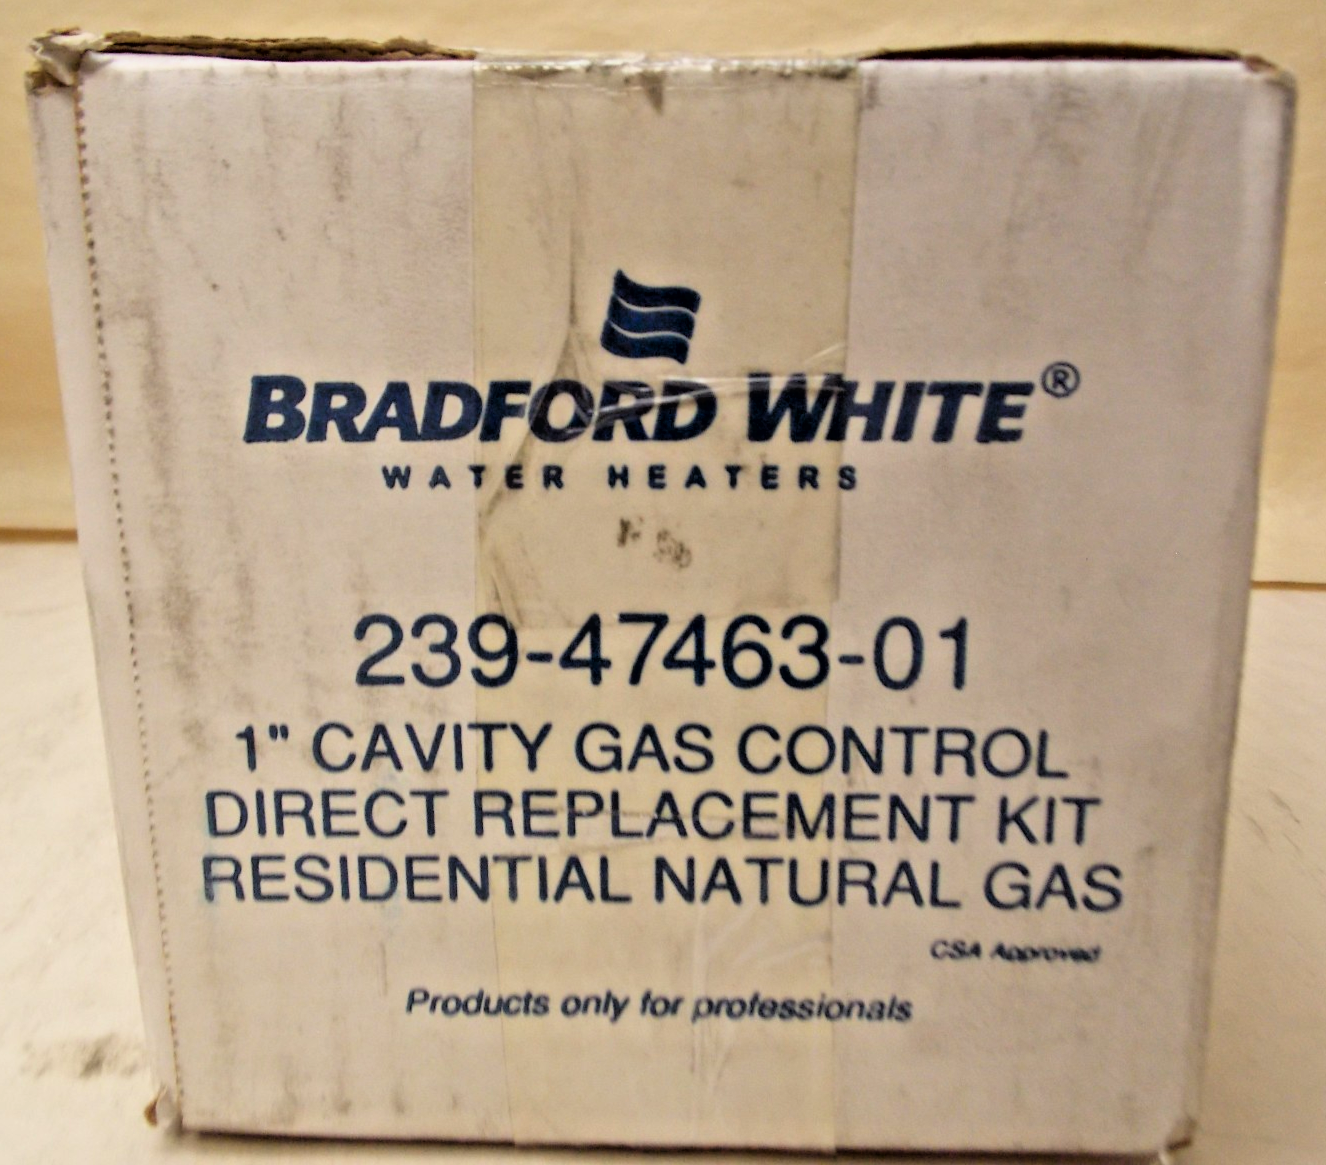 BRADFORD WHITE®
WATER HEATERS
239-47463-01
1" CAVITY GAS CONTROL
DIRECT REPLACEMENT KIT
RESIDENTIAL NATURAL GAS
CSA Approved
Products only for professionals